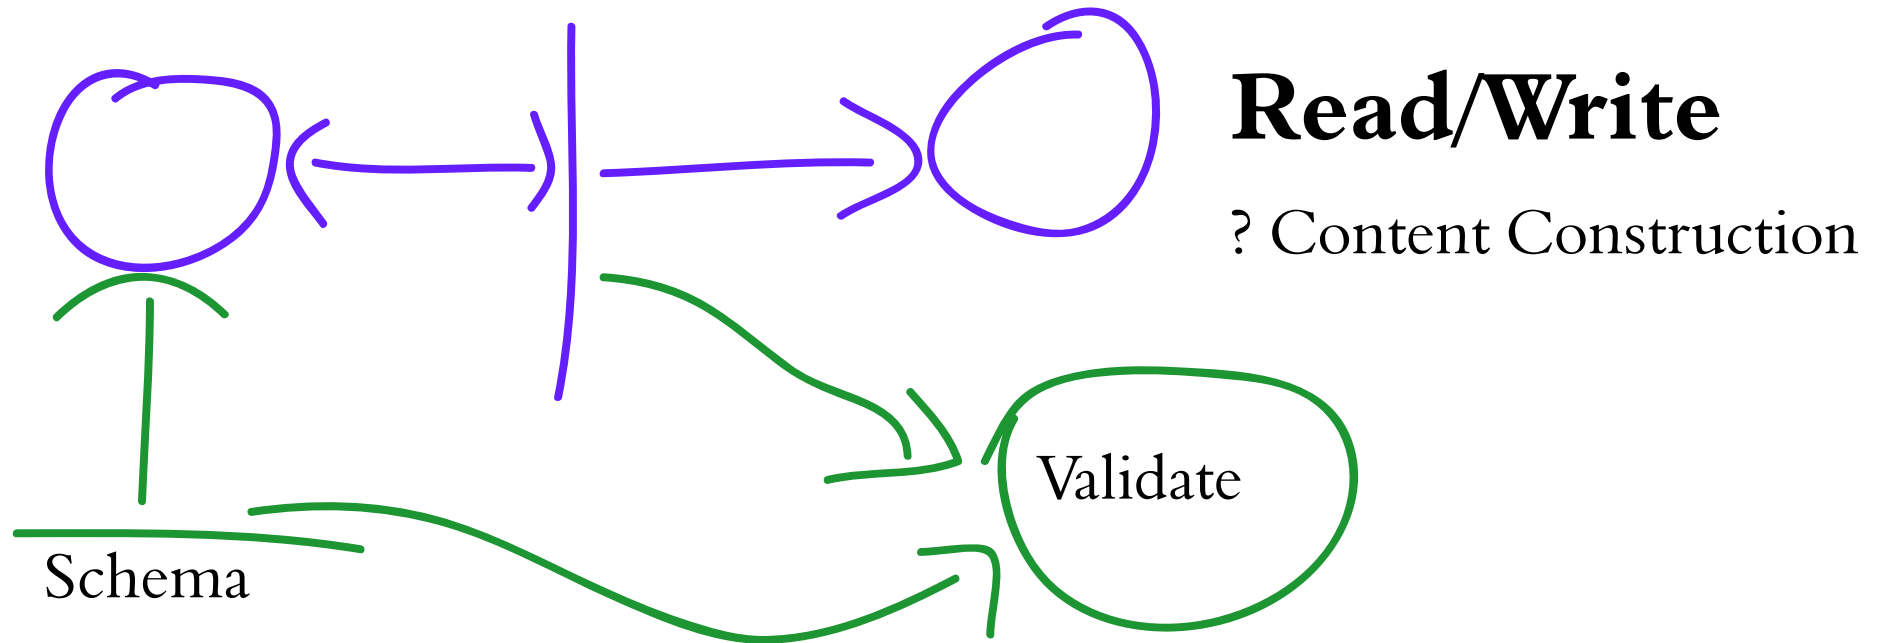 Read/Write
? Content Construction
Validate
Schema